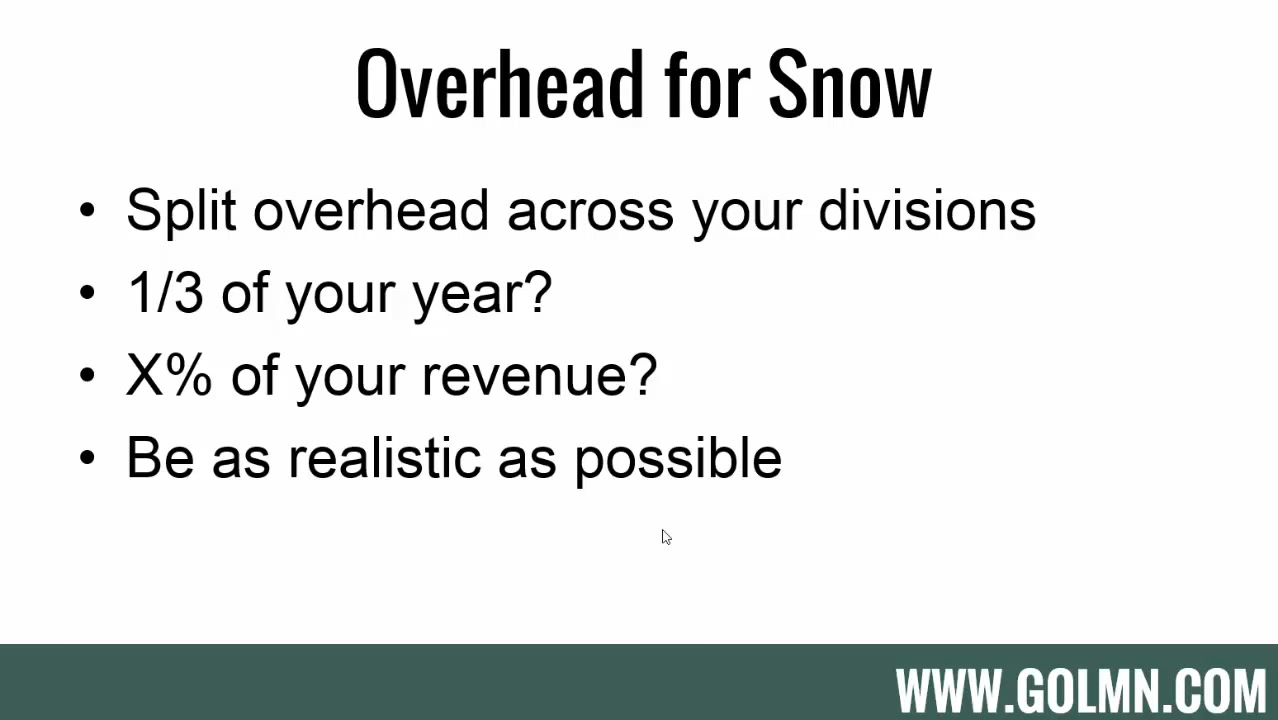 Overhead for Snow
• Split overhead across your divisions
• 1/3 of your year?
• X% of your revenue?
• Be as realistic as possible
WWW.GOLMN.COM